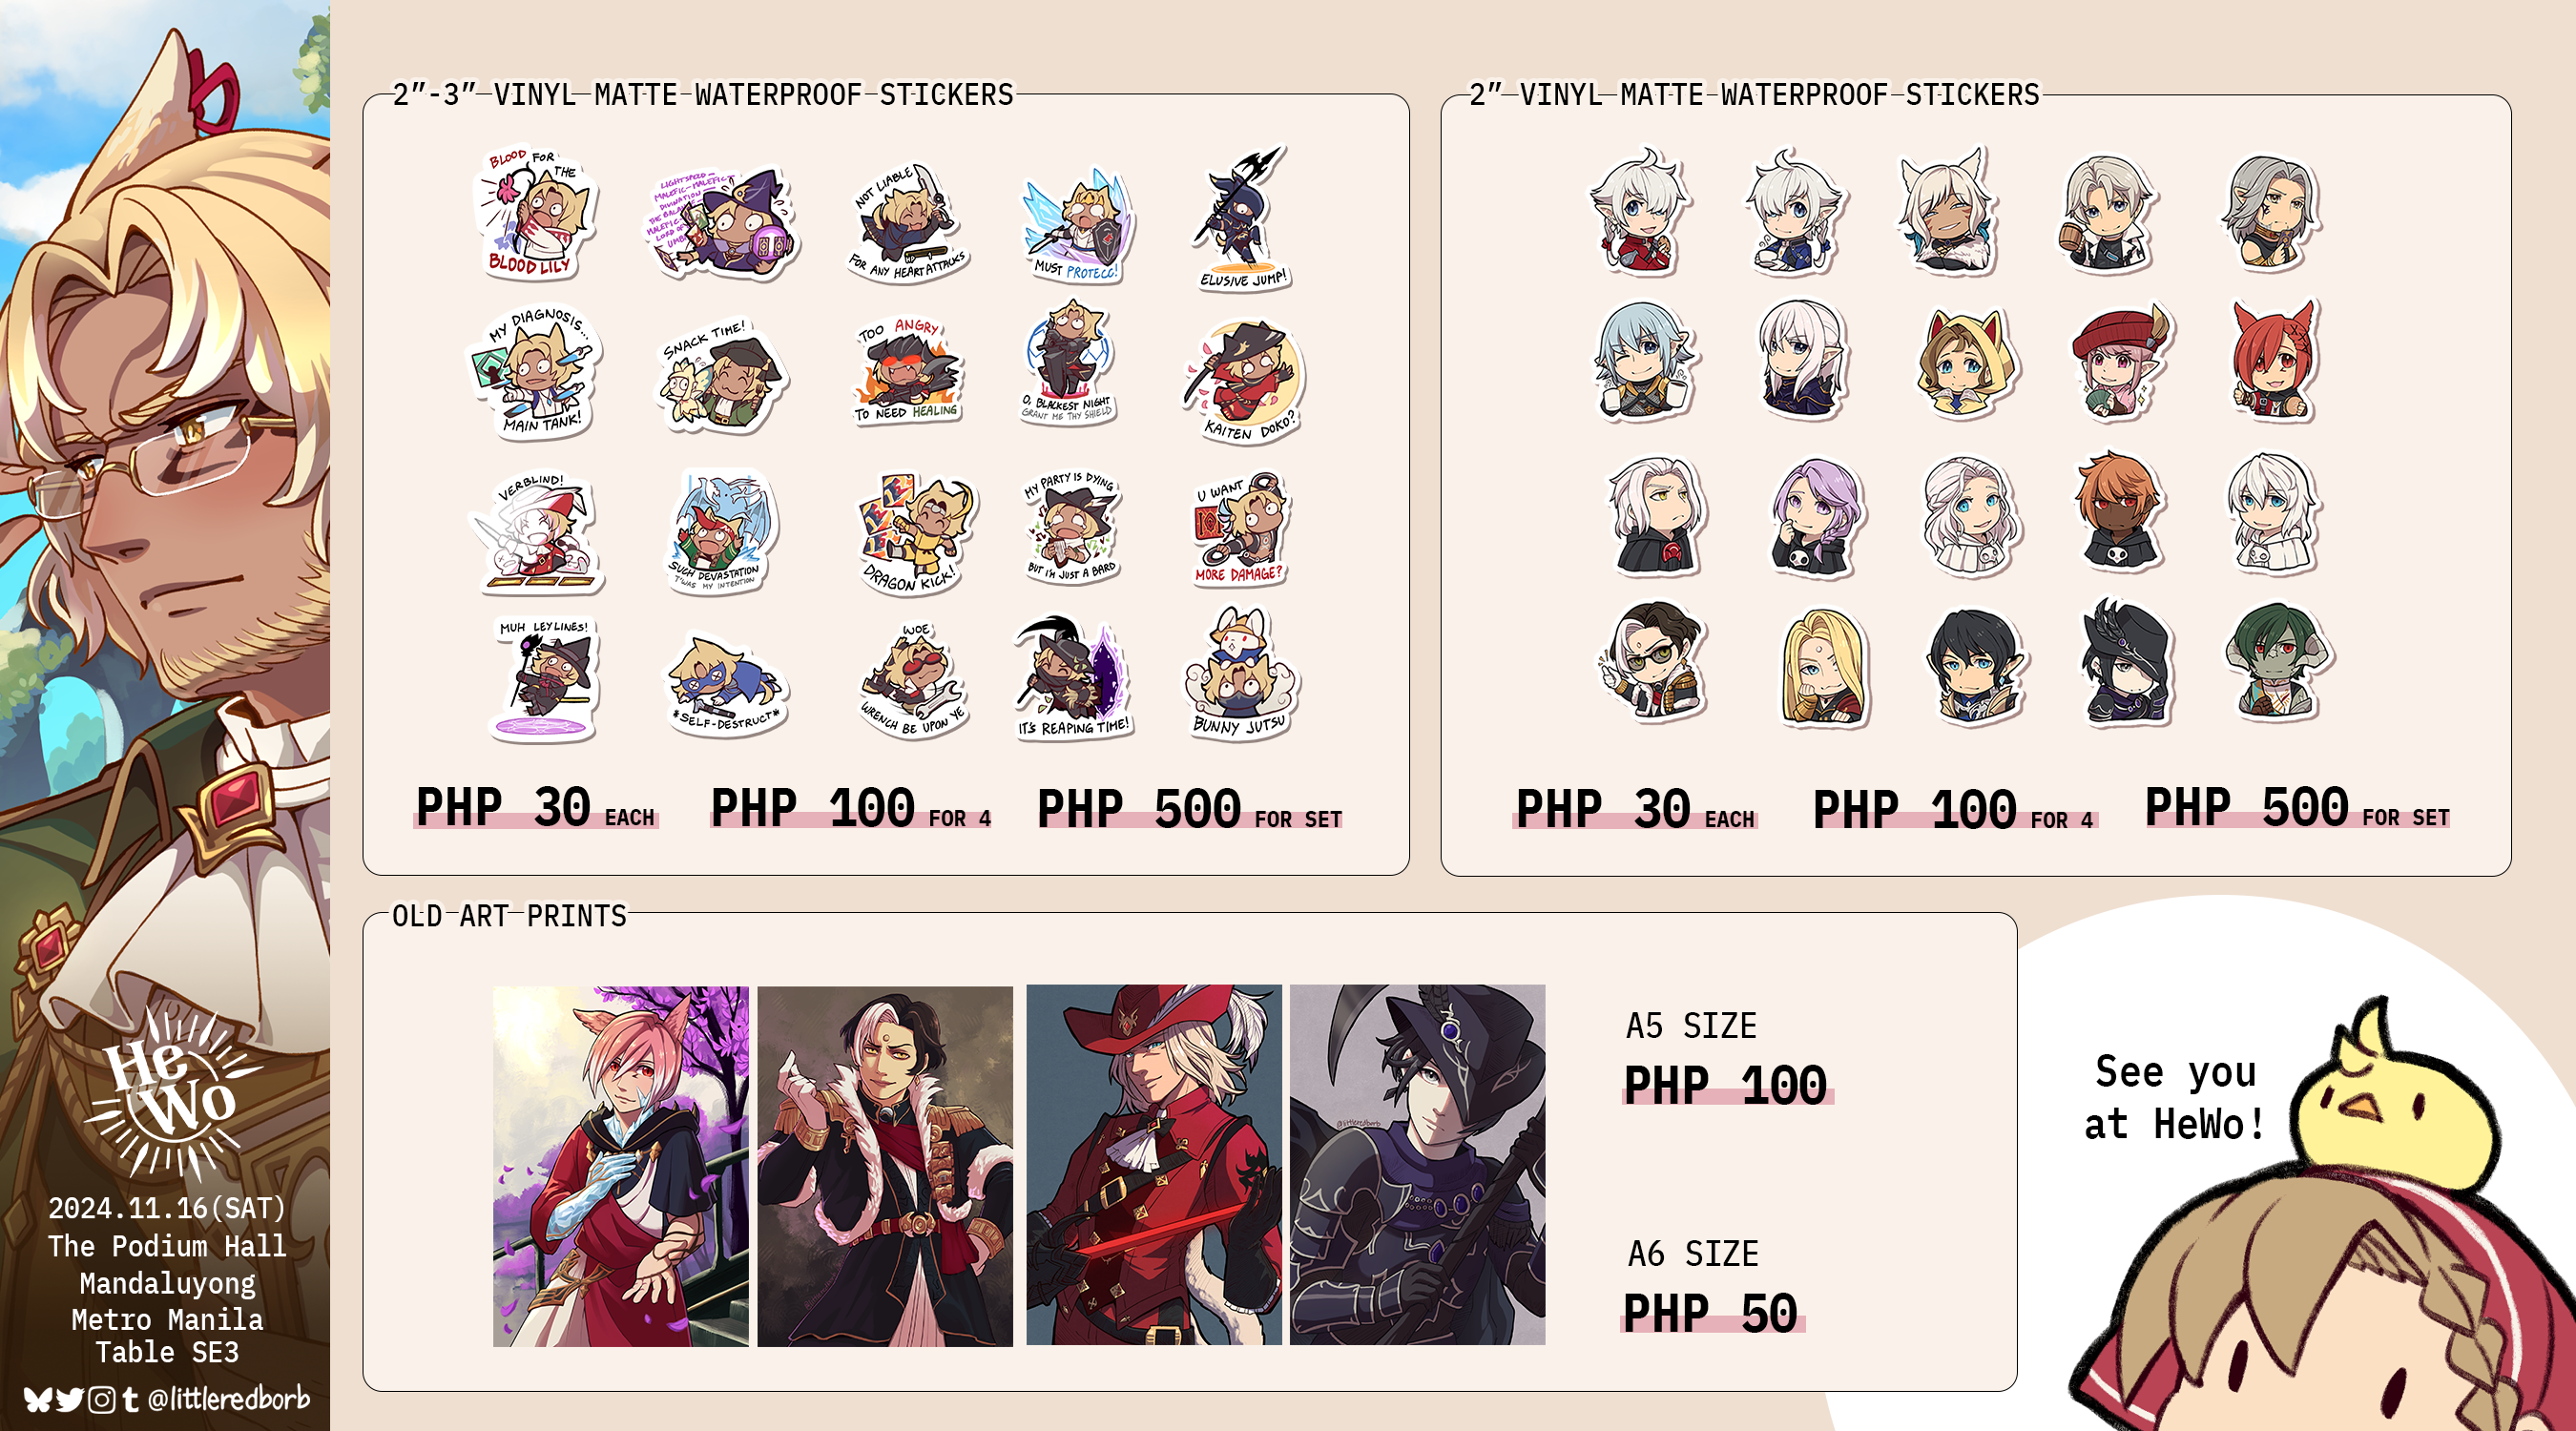 2”-3” VINYL MATTE WATERPROOF STICKERS
BLOOD FOR
THE
BLOOD LILY
LIGHTSPEED -
MALEFIC - MALEFIC -
DIVINATION -
THE BALANCE -
MALEFIC -
LORD OF
UMB
NOT LIABLE
FOR ANY HEART ATTACKS
MUST PROTECC!
ELUSIVE JUMP!
MY DIAGNOSIS...
MAIN TANK!
SNACK TIME!
TOO ANGRY
TO NEED HEALING
O, BLACKEST NIGHT
GRANT ME THY SHIELD
KAITEN DOKO?
VERBLIND!
SUCH DEVASTATION
T'WAS MY INTENTION
DRAGON KICK!
MY PARTY IS DYING
BUT I'M JUST A BARD
U WANT
MORE DAMAGE?
MUH LEYLINES!
*SELF-DESTRUCT*
WOE
WRENCH BE UPON YE
IT'S REAPING TIME!
BUNNY JUTSU
PHP 30 EACH
PHP 100 FOR 4
PHP 500 FOR SET
2” VINYL MATTE WATERPROOF STICKERS
PHP 30 EACH
PHP 100 FOR 4
PHP 500 FOR SET
OLD ART PRINTS
@littleredborb
A5 SIZE
PHP 100
A6 SIZE
PHP 50
See you
at HeWo!
HeWo
2024.11.16(SAT)
The Podium Hall
Mandaluyong
Metro Manila
Table SE3
@littleredborb